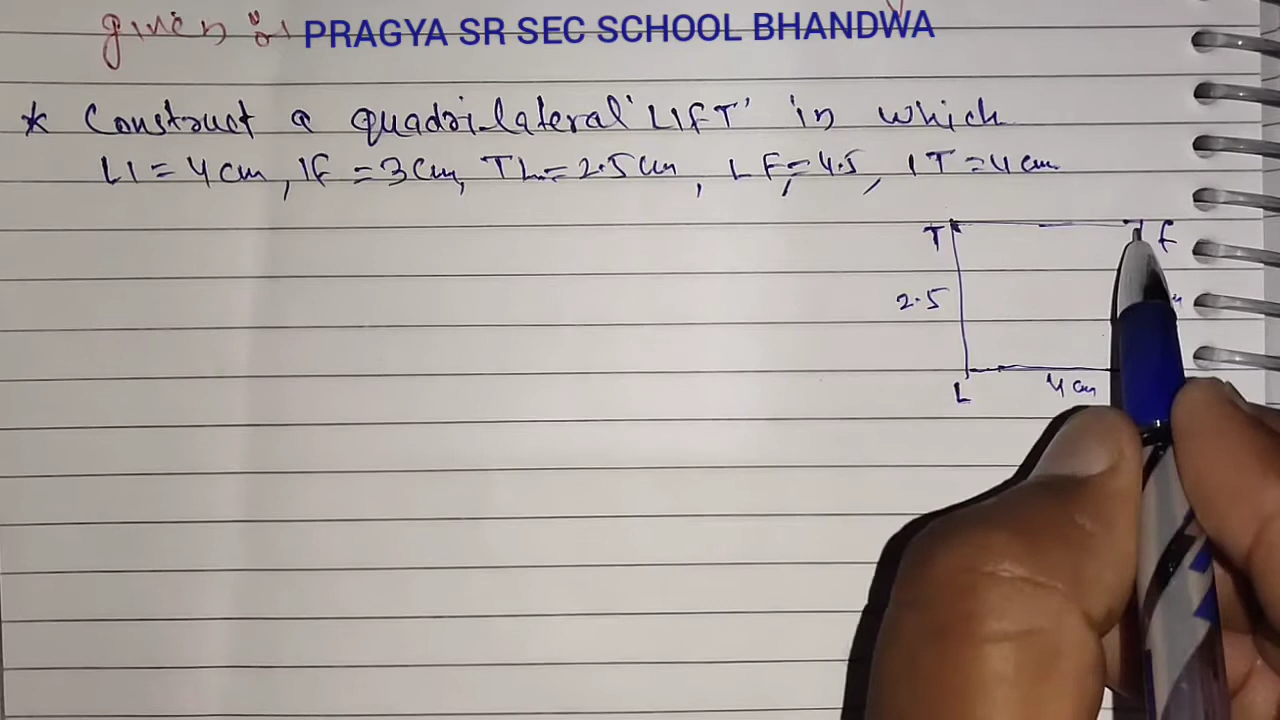 given PRAGYA SR SEC SCHOOL BHANDWA
* Construct a quadrilateral 'LIFT' in which
LI = 4 cm, IF = 3 cm, TL = 2.5 cm, LF = 4.5, IT = 4 cm
T F
2.5
4 cm
L